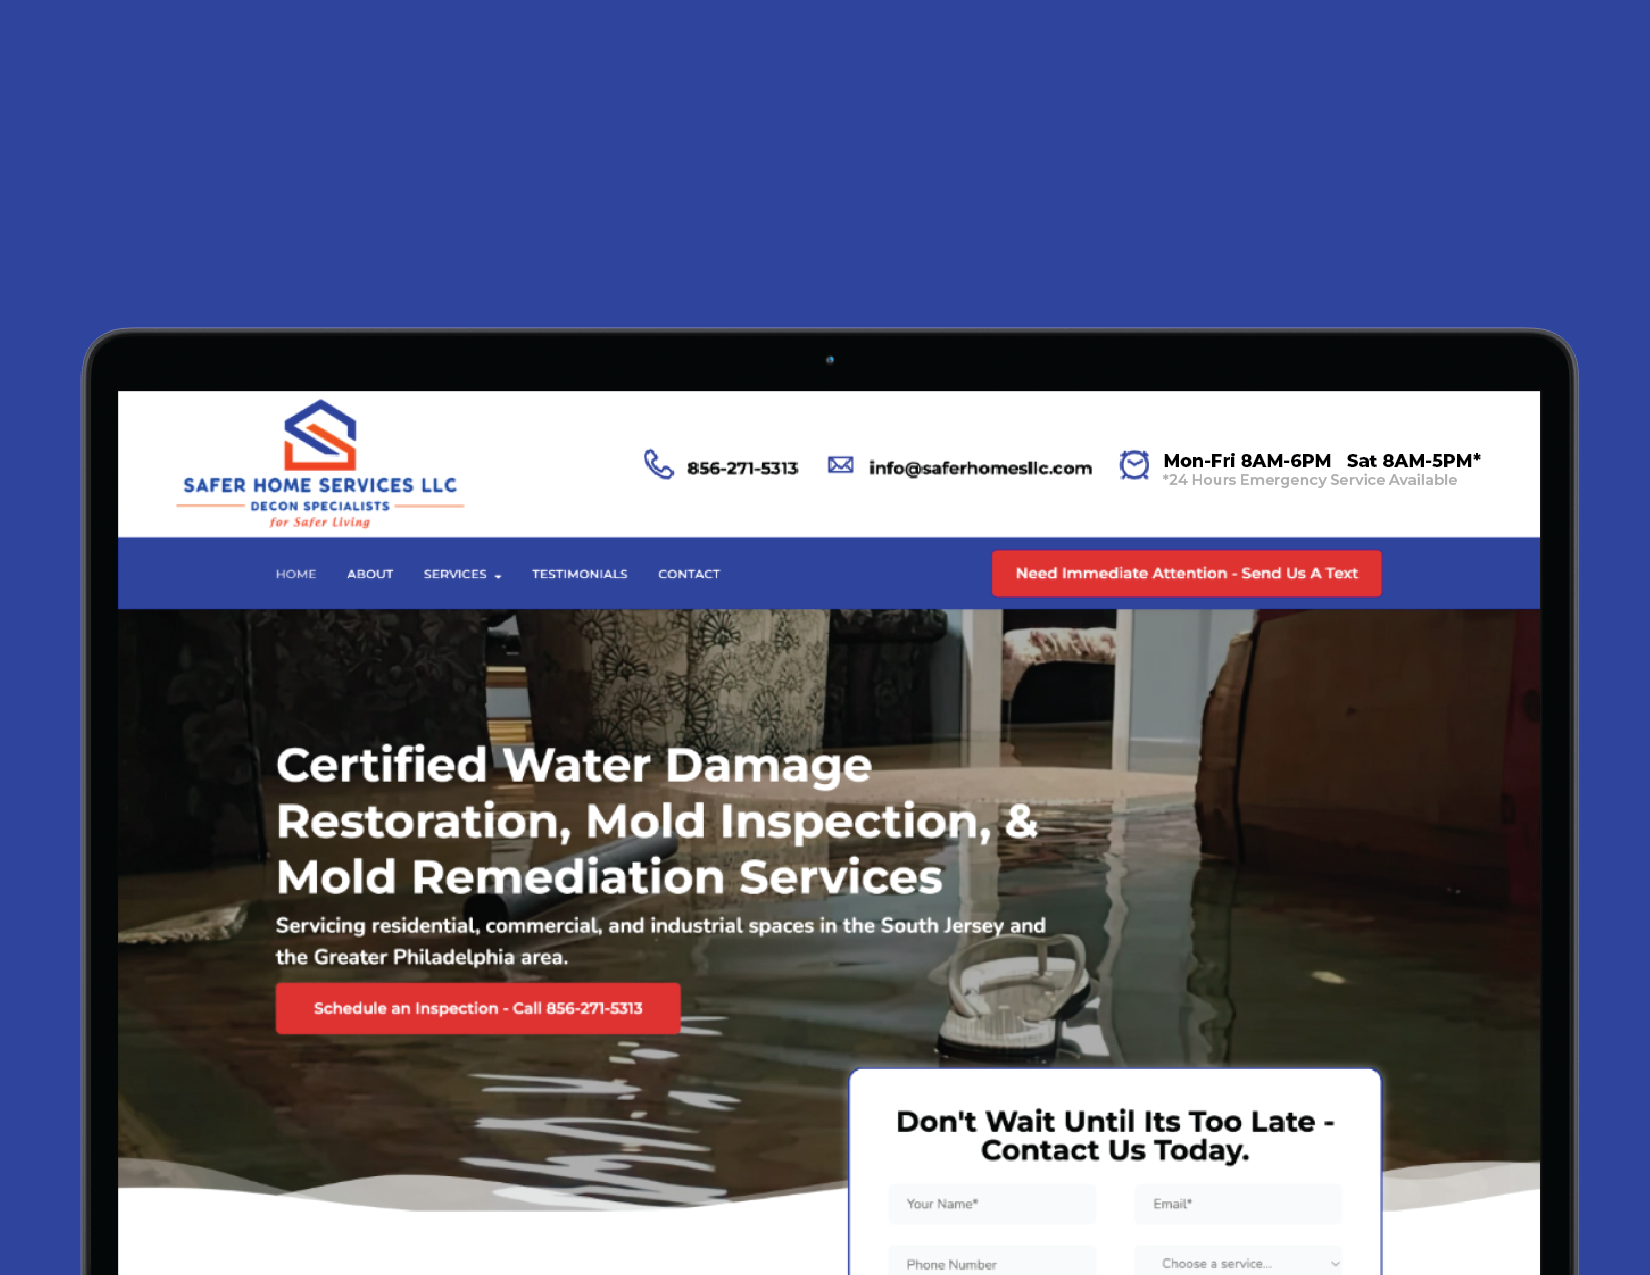 SAFER HOME SERVICES LLC
DECON SPECIALISTS
for Safer Living
856-271-5313
info@saferhomesllc.com
Mon-Fri 8AM-6PM Sat 8AM-5PM*
*24 Hours Emergency Service Available
HOME ABOUT SERVICES TESTIMONIALS CONTACT
Need Immediate Attention - Send Us A Text
Certified Water Damage
Restoration, Mold Inspection, &
Mold Remediation Services
Servicing residential, commercial, and industrial spaces in the South Jersey and
the Greater Philadelphia area.
Schedule an Inspection - Call 856-271-5313
Don't Wait Until Its Too Late -
Contact Us Today.
Your Name* Email*
Phone Number Choose a service...